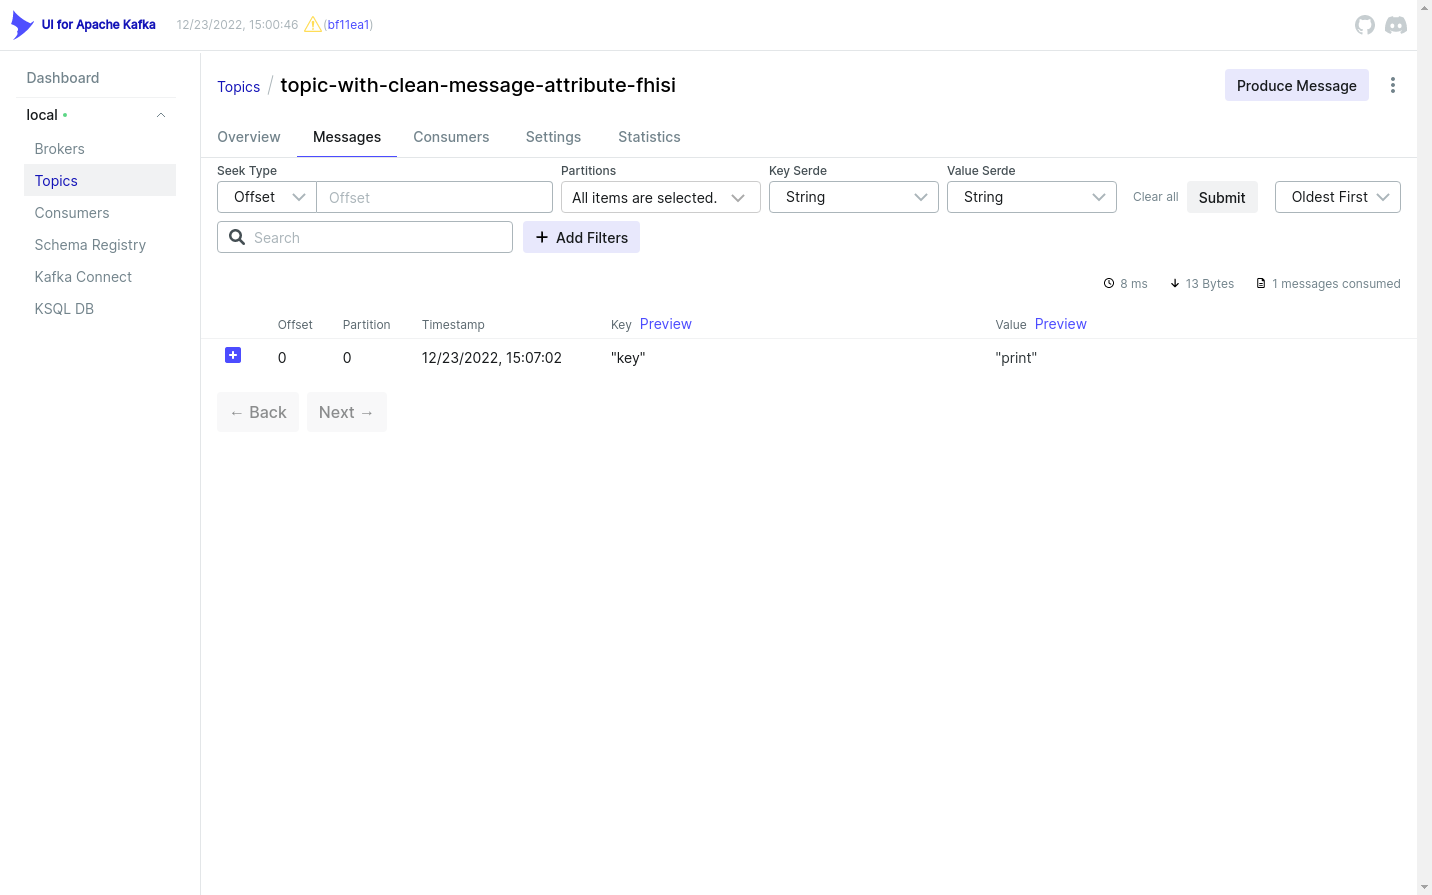 UI for Apache Kafka 12/23/2022, 15:00:46 (bf11ea1)
Dashboard
local
Brokers
Topics
Consumers
Schema Registry
Kafka Connect
KSQL DB
Topics / topic-with-clean-message-attribute-fhisi
Produce Message
Overview Messages Consumers Settings Statistics
Seek Type Partitions Key Serde Value Serde
Offset Offset All items are selected. String String Clear all Submit Oldest First
Search Add Filters
8 ms 13 Bytes 1 messages consumed
Offset Partition Timestamp Key Preview Value Preview
0 0 12/23/2022, 15:07:02 "key" "print"
← Back Next →